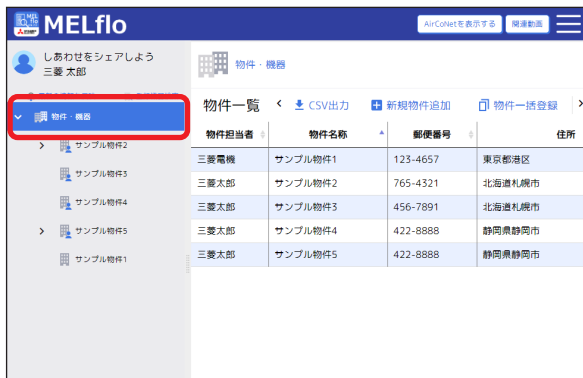 MELflo
AirCoNetを表示する
関連動画
しあわせをシェアしよう
三菱 太郎
物件・機器
サンプル物件2
サンプル物件3
サンプル物件4
サンプル物件5
サンプル物件1
物件・機器
物件一覧 CSV出力 新規物件追加 物件一括登録
物件担当者 物件名称 郵便番号 住所
三菱電機 サンプル物件1 123-4657 東京都港区
三菱太郎 サンプル物件2 765-4321 北海道札幌市
三菱太郎 サンプル物件3 456-7891 北海道札幌市
三菱太郎 サンプル物件4 422-8888 静岡県静岡市
三菱太郎 サンプル物件5 422-8888 静岡県静岡市